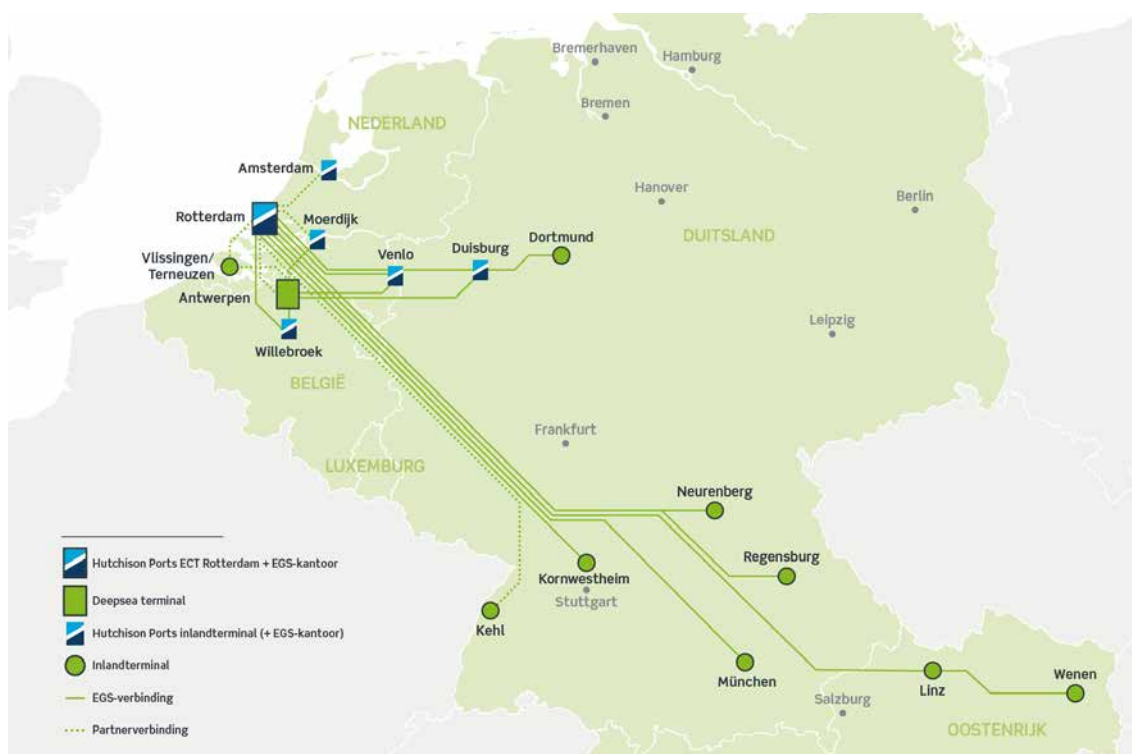 Bremerhaven
Hamburg
Bremen
NEDERLAND
Amsterdam
Hanover
Berlin
Rotterdam
Moerdijk
Dortmund
DUITSLAND
Venlo
Duisburg
Vlissingen/
Terneuzen
Antwerpen
Leipzig
Willebroek
BELGIË
Frankfurt
LUXEMBURG
Neurenberg
Regensburg
Kornwestheim
Stuttgart
Kehl
München
Linz
Wenen
Salzburg
OOSTENRIJK
Hutchison Ports ECT Rotterdam + EGS-kantoor
Deepsea terminal
Hutchison Ports inlandterminal (+ EGS-kantoor)
Inlandterminal
EGS-verbinding
Partnerverbinding